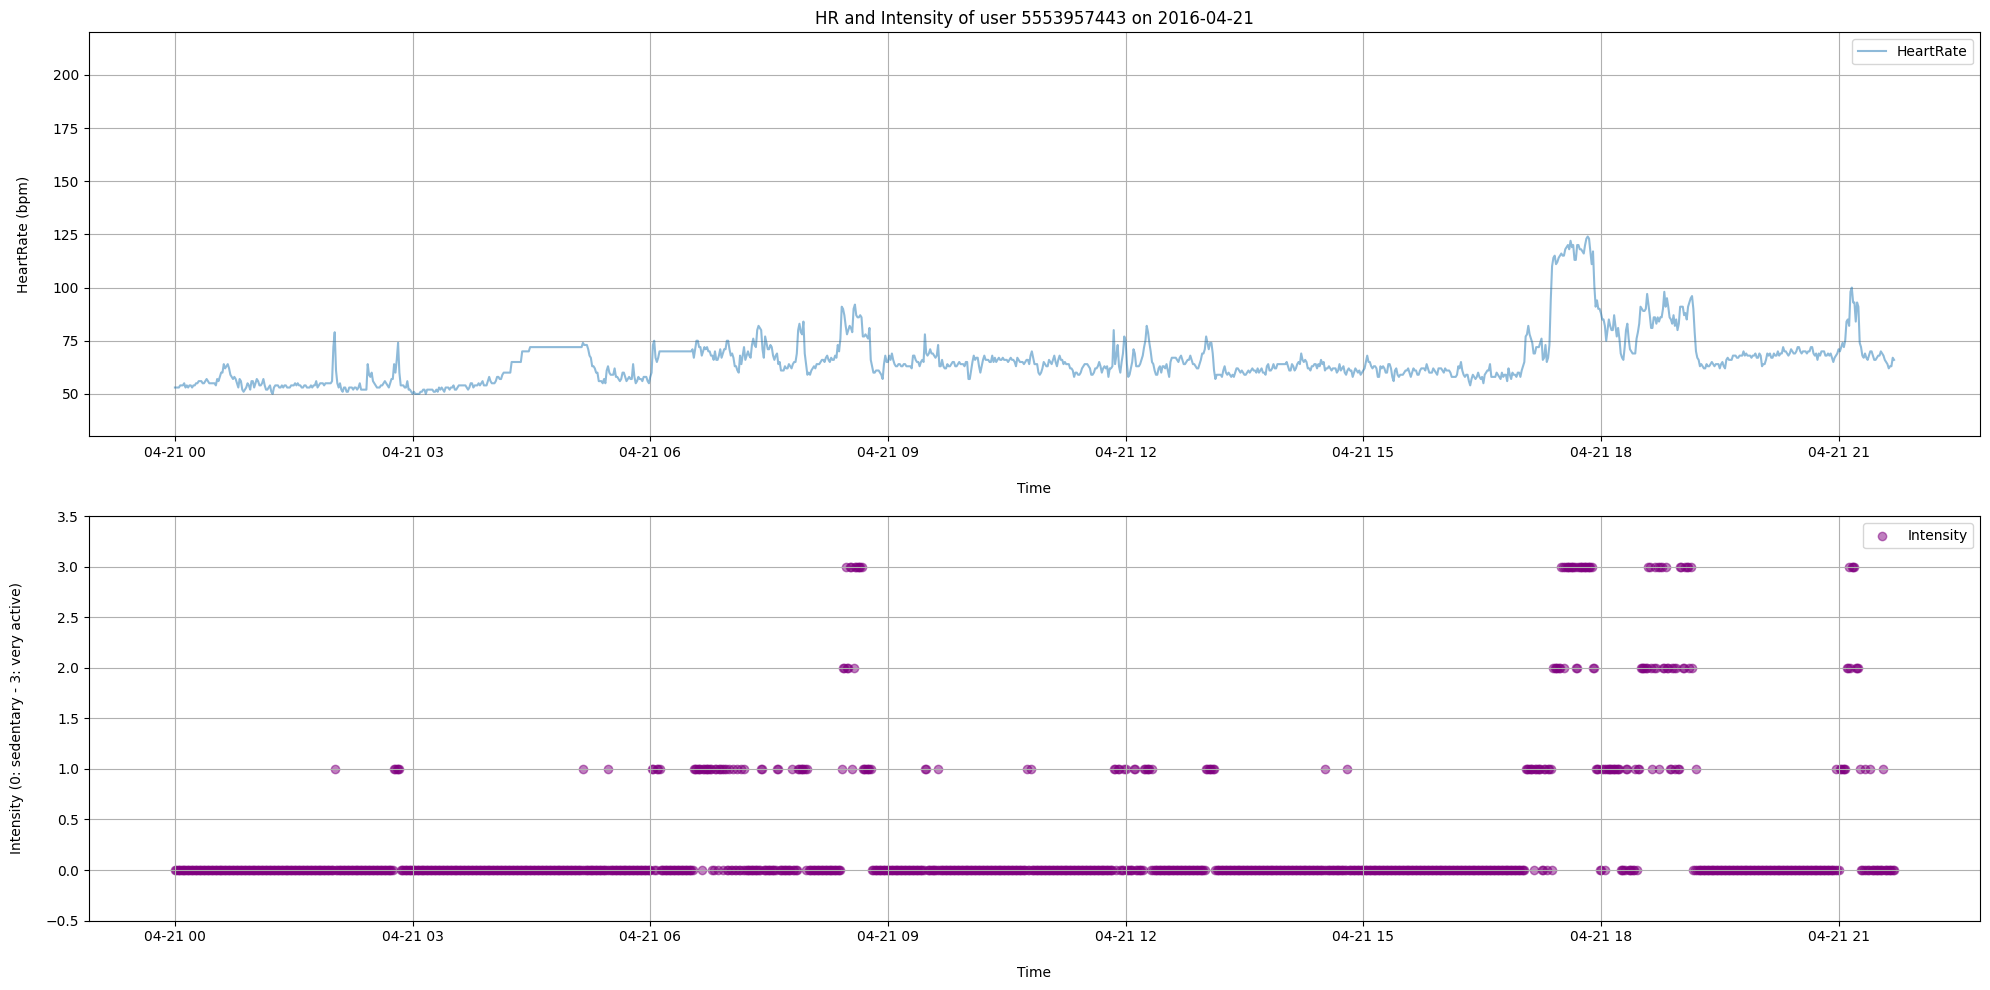 HR and Intensity of user 5553957443 on 2016-04-21
HeartRate
200
175
150
125
100
75
50
HeartRate (bpm)
04-21 00 04-21 03 04-21 06 04-21 09 04-21 12 04-21 15 04-21 18 04-21 21
Time
Intensity
3.5
3.0
2.5
2.0
1.5
1.0
0.5
0.0
−0.5
Intensity (0: sedentary - 3: very active)
04-21 00 04-21 03 04-21 06 04-21 09 04-21 12 04-21 15 04-21 18 04-21 21
Time